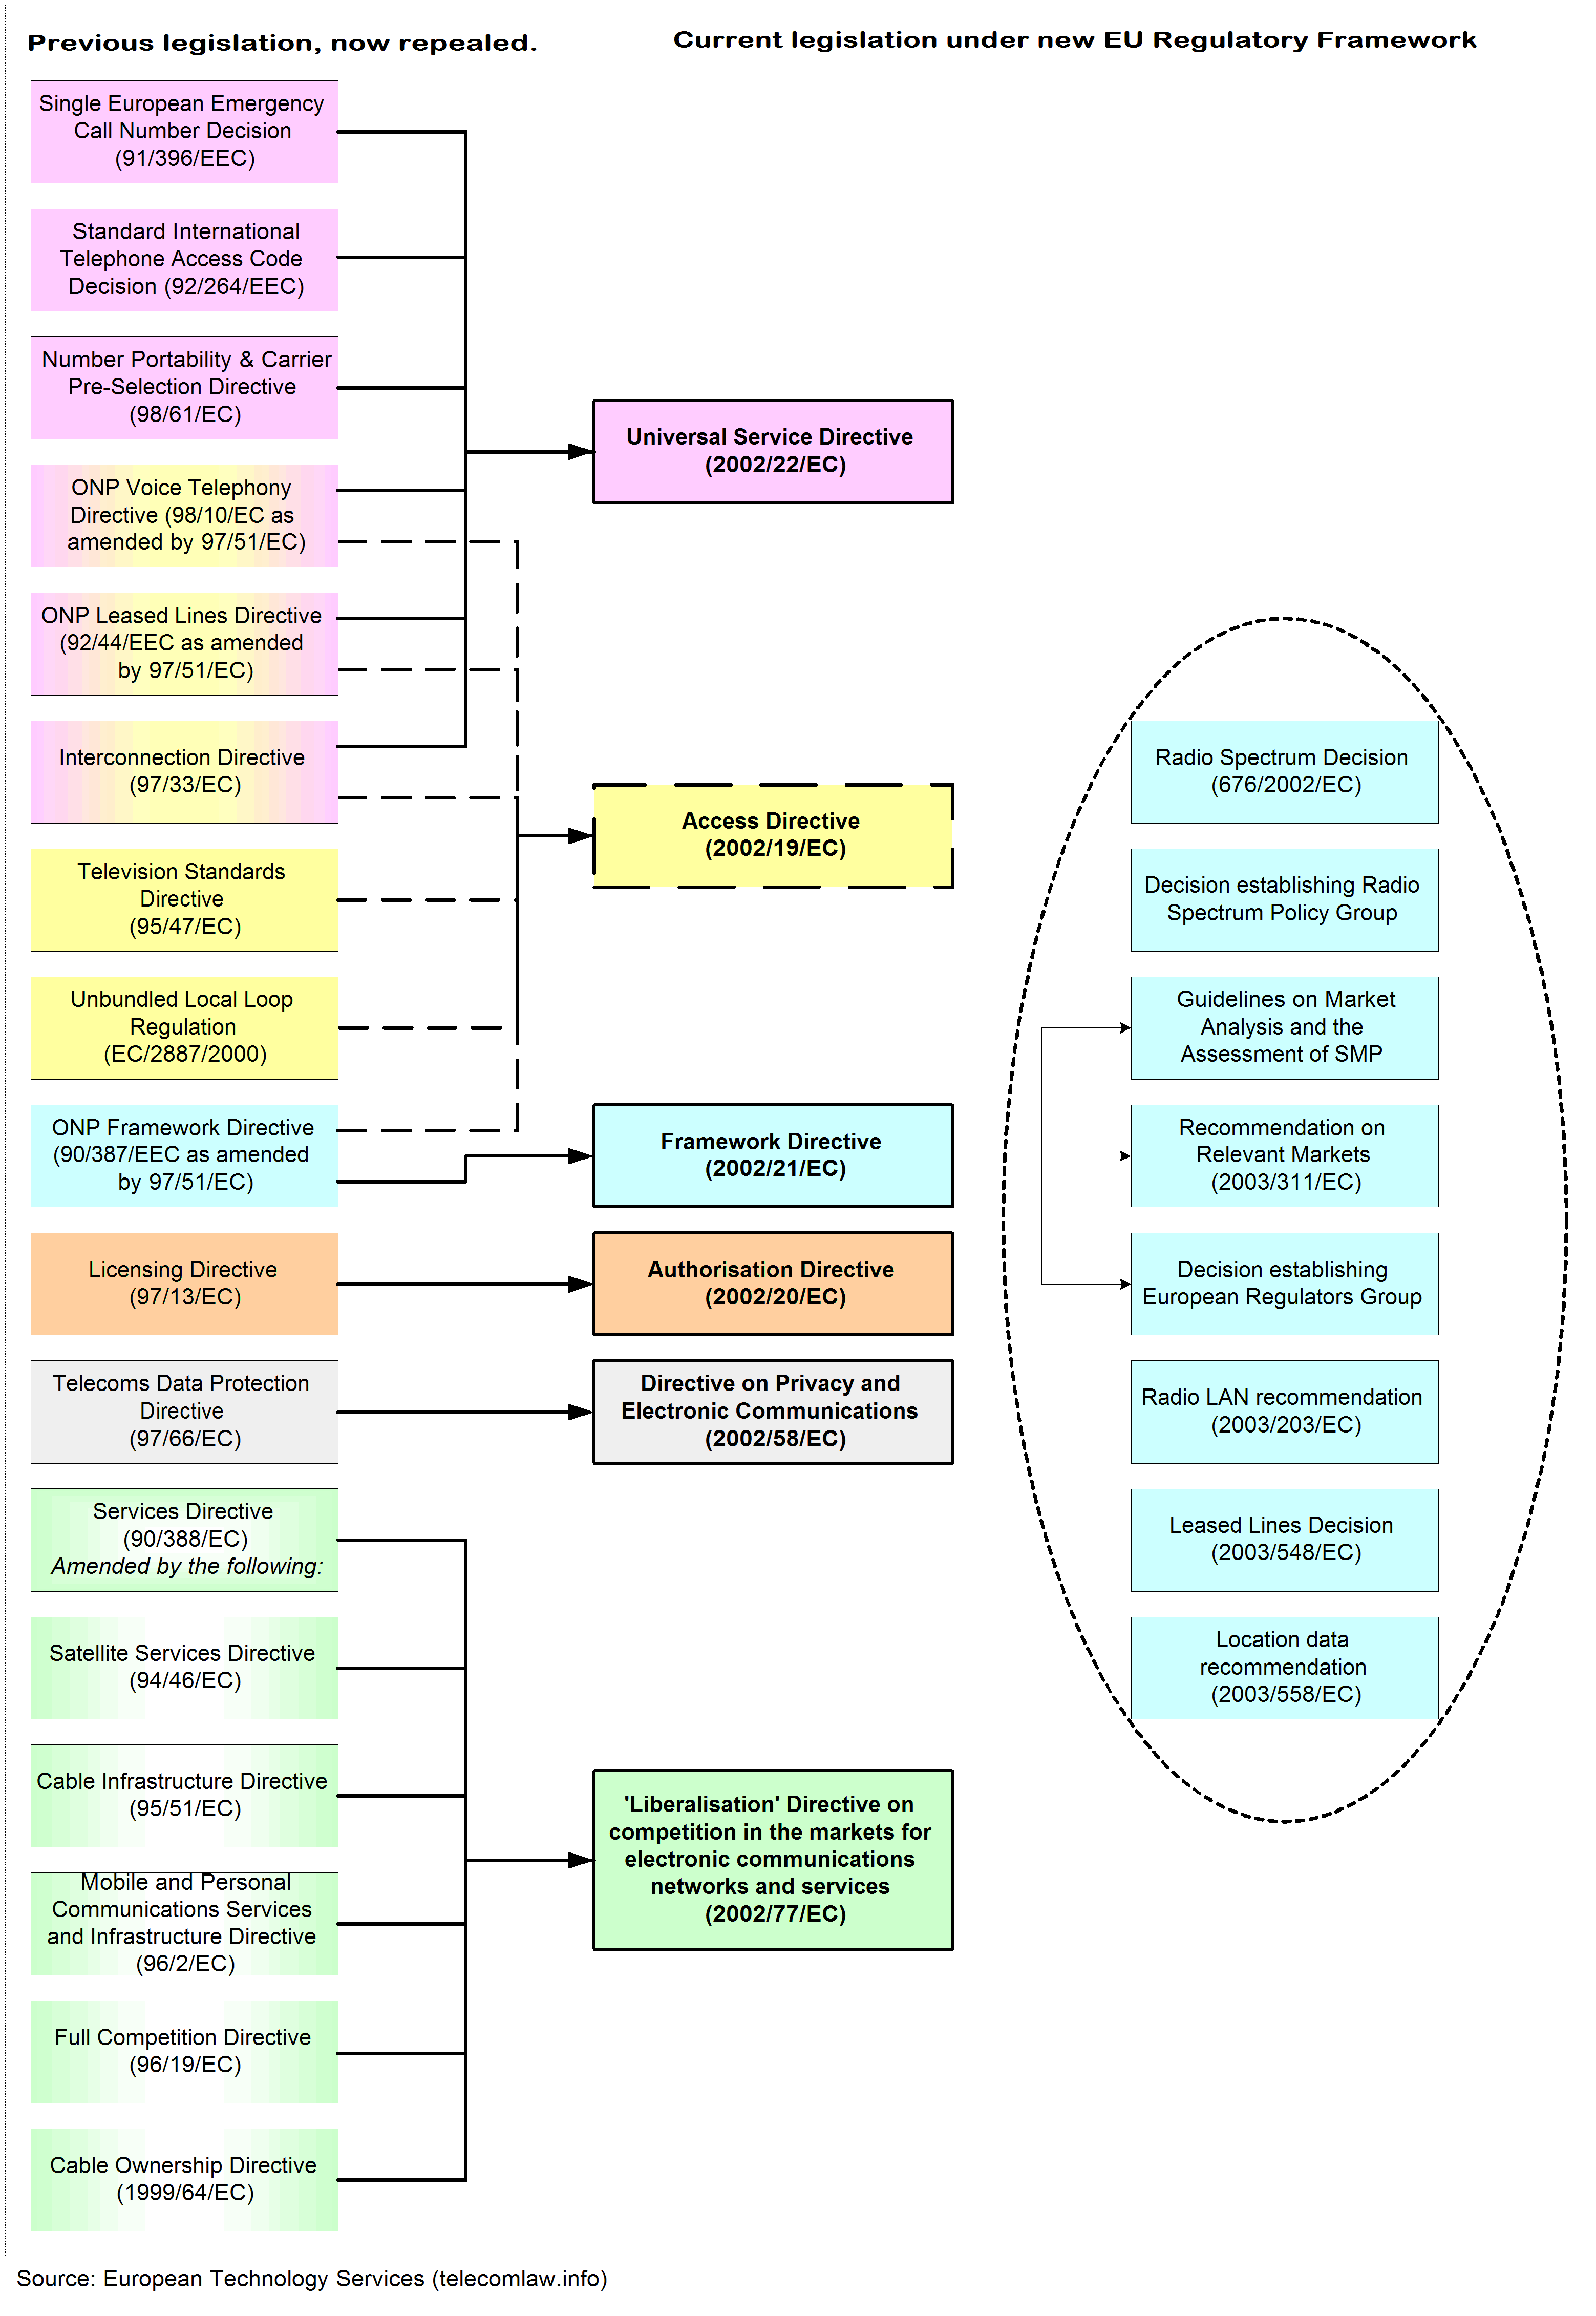 Previous legislation, now repealed.
Current legislation under new EU Regulatory Framework
Single European Emergency
Call Number Decision
(91/396/EEC)
Standard International
Telephone Access Code
Decision (92/264/EEC)
Number Portability & Carrier
Pre-Selection Directive
(98/61/EC)
ONP Voice Telephony
Directive (98/10/EC as
amended by 97/51/EC)
ONP Leased Lines Directive
(92/44/EEC as amended
by 97/51/EC)
Interconnection Directive
(97/33/EC)
Television Standards
Directive
(95/47/EC)
Unbundled Local Loop
Regulation
(EC/2887/2000)
ONP Framework Directive
(90/387/EEC as amended
by 97/51/EC)
Licensing Directive
(97/13/EC)
Telecoms Data Protection
Directive
(97/66/EC)
Services Directive
(90/388/EC)
Amended by the following:
Satellite Services Directive
(94/46/EC)
Cable Infrastructure Directive
(95/51/EC)
Mobile and Personal
Communications Services
and Infrastructure Directive
(96/2/EC)
Full Competition Directive
(96/19/EC)
Cable Ownership Directive
(1999/64/EC)
Universal Service Directive
(2002/22/EC)
Access Directive
(2002/19/EC)
Framework Directive
(2002/21/EC)
Authorisation Directive
(2002/20/EC)
Directive on Privacy and
Electronic Communications
(2002/58/EC)
'Liberalisation' Directive on
competition in the markets for
electronic communications
networks and services
(2002/77/EC)
Radio Spectrum Decision
(676/2002/EC)
Decision establishing Radio
Spectrum Policy Group
Guidelines on Market
Analysis and the
Assessment of SMP
Recommendation on
Relevant Markets
(2003/311/EC)
Decision establishing
European Regulators Group
Radio LAN recommendation
(2003/203/EC)
Leased Lines Decision
(2003/548/EC)
Location data
recommendation
(2003/558/EC)
Source: European Technology Services (telecomlaw.info)